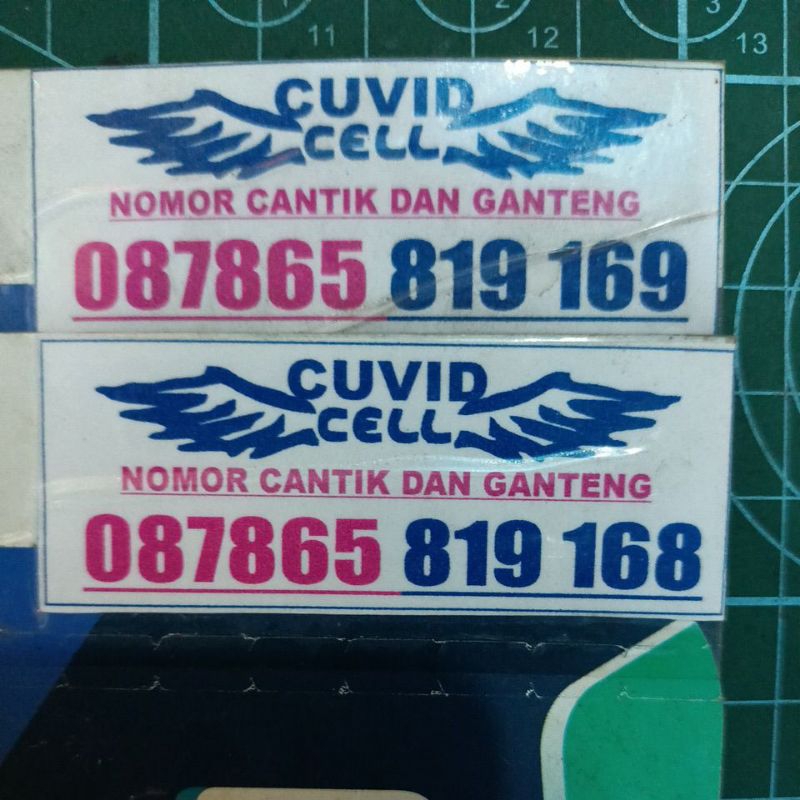 11
12
3
13
CUVID
CELL
NOMOR CANTIK DAN GANTENG
087865 819 169
CUVID
CELL
NOMOR CANTIK DAN GANTENG
087865 819 168